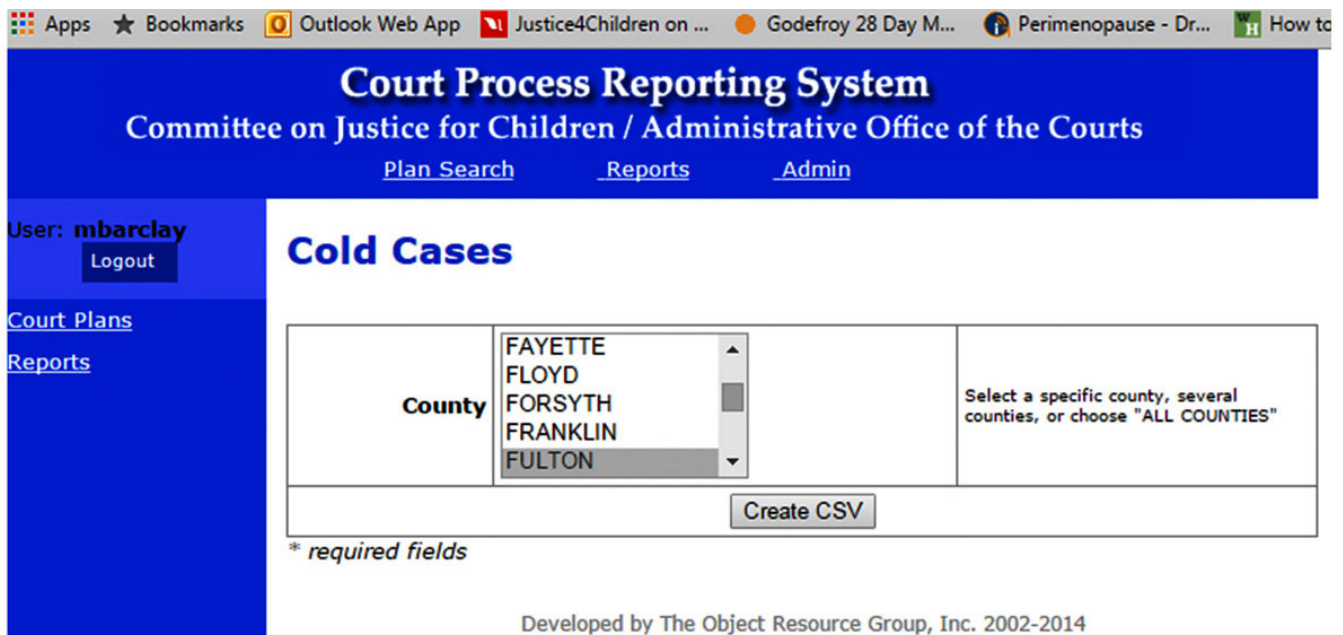 Apps Bookmarks Outlook Web App Justice4Children on ... Godefroy 28 Day M... Perimenopause - Dr... How to
Court Process Reporting System
Committee on Justice for Children / Administrative Office of the Courts
Plan Search _Reports _Admin
User: mbarclay
Logout
Court Plans
Reports
Cold Cases
County
FAYETTE
FLOYD
FORSYTH
FRANKLIN
FULTON
Select a specific county, several
counties, or choose "ALL COUNTIES"
Create CSV
* required fields
Developed by The Object Resource Group, Inc. 2002-2014